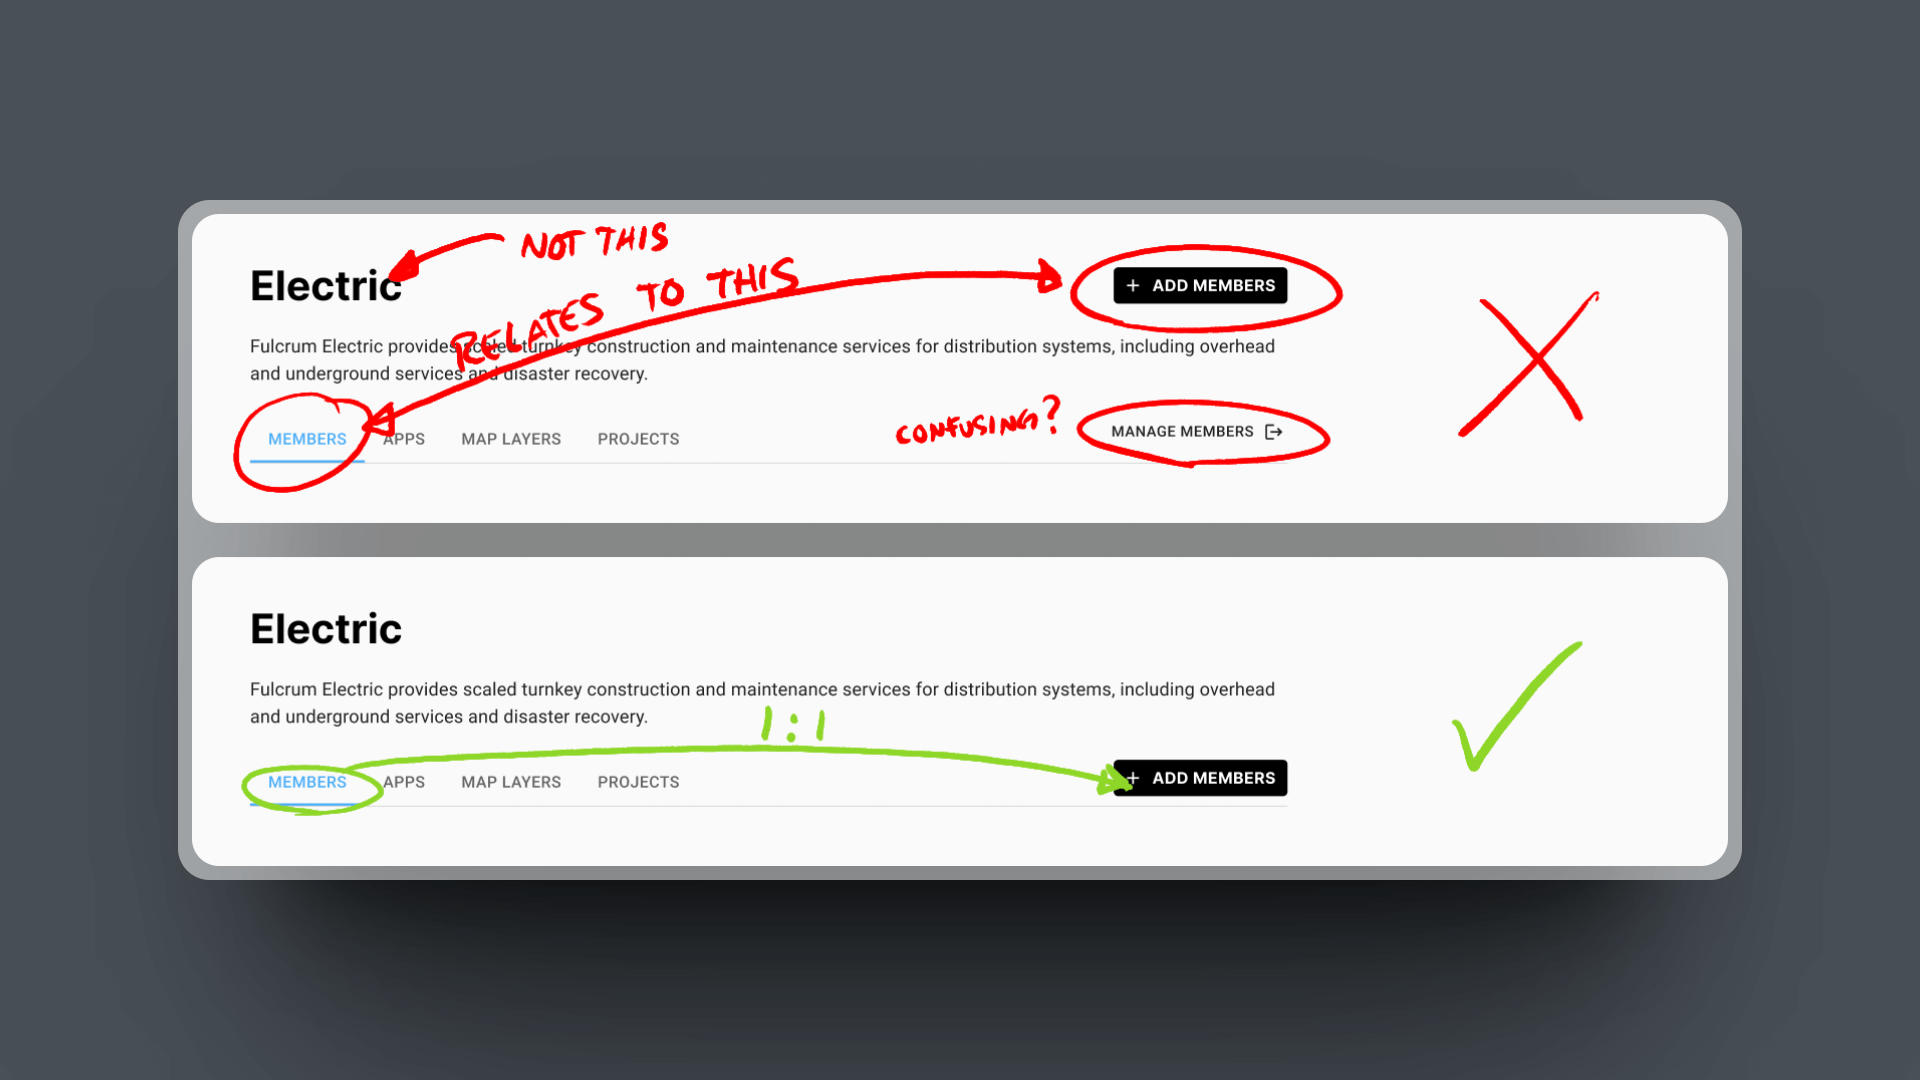 NOT THIS
Electric
+ ADD MEMBERS
RELATES TO THIS
Fulcrum Electric provides scaled turnkey construction and maintenance services for distribution systems, including overhead
and underground services and disaster recovery.
CONFUSING?
MEMBERS APPS MAP LAYERS PROJECTS MANAGE MEMBERS
Electric
Fulcrum Electric provides scaled turnkey construction and maintenance services for distribution systems, including overhead
and underground services and disaster recovery.
1:1
MEMBERS APPS MAP LAYERS PROJECTS + ADD MEMBERS